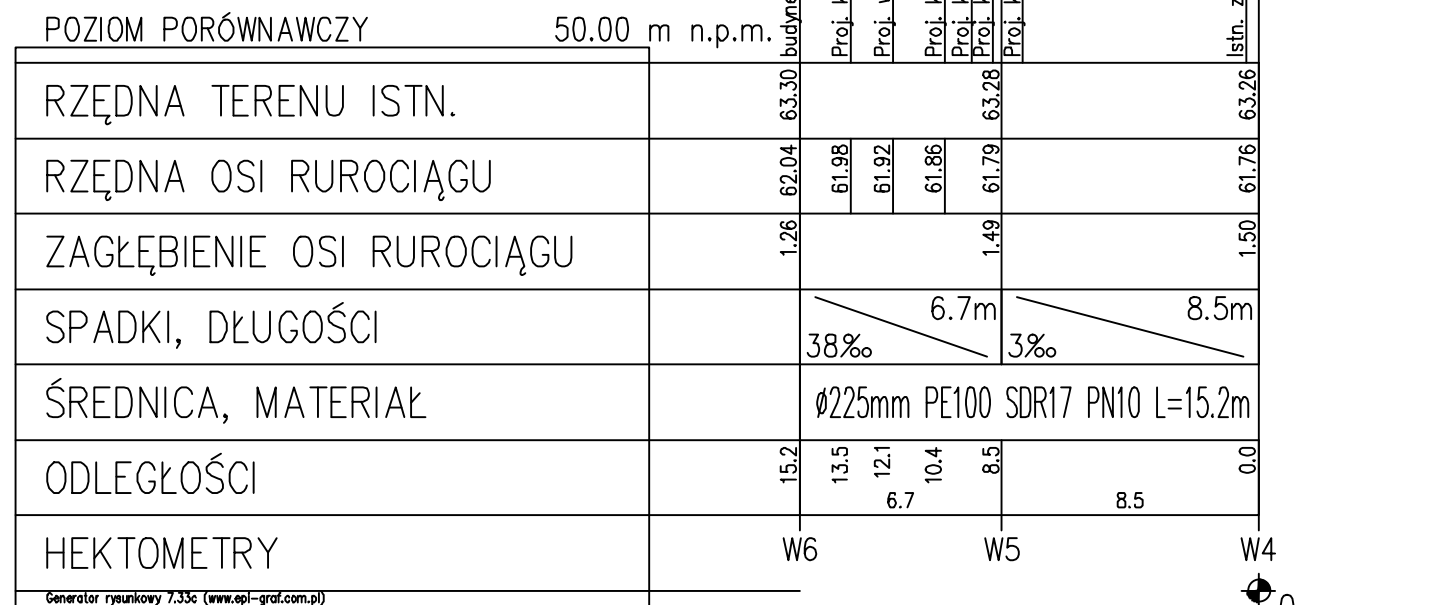 POZIOM PORÓWNAWCZY 50.00 m n.p.m.
Proj. Proj. Proj. Proj. Proj. Proj. Istn.
RZĘDNA TERENU ISTN. 63.30 63.28 63.26
RZĘDNA OSI RUROCIĄGU 62.04 61.98 61.92 61.86 61.79 61.76
ZAGŁĘBIENIE OSI RUROCIĄGU 1.26 1.49 1.50
SPADKI, DŁUGOŚCI 38‰ 6.7m 3‰ 8.5m
ŚREDNICA, MATERIAŁ ø225mm PE100 SDR17 PN10 L=15.2m
ODLEGŁOŚCI 15.2 13.5 12.1 10.4 8.5 0.0
6.7 8.5
HEKTOMETRY W6 W5 W4
Generator rysunkowy 7.33c (www.epi-graf.com.pl)